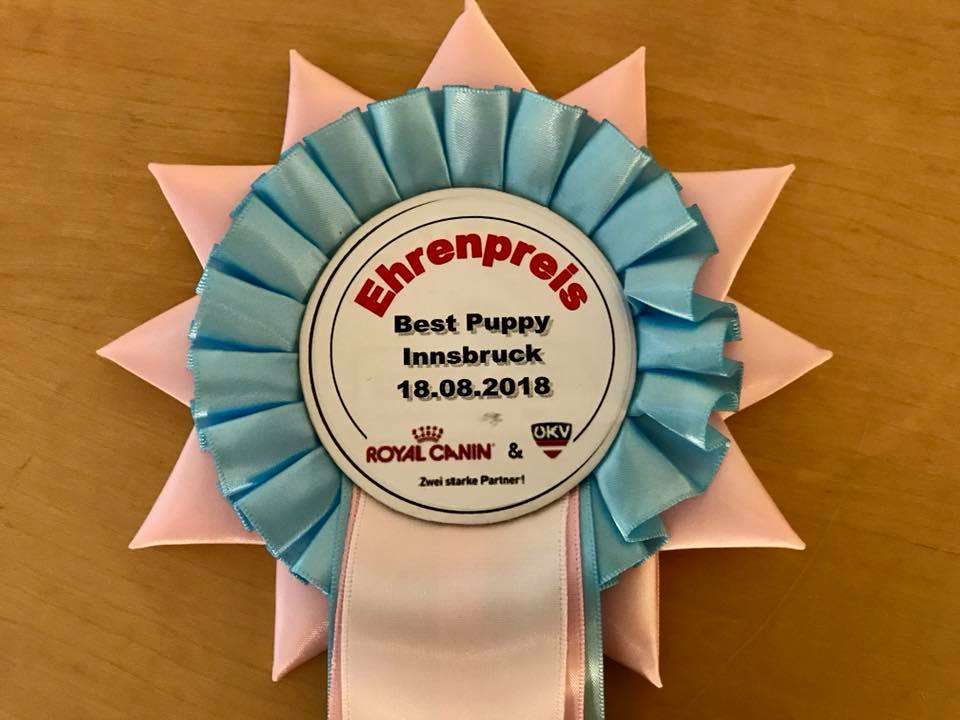 Ehrenpreis
Best Puppy
Innsbruck
18.08.2018
ROYAL CANIN & ÖKV
Zwei starke Partner!